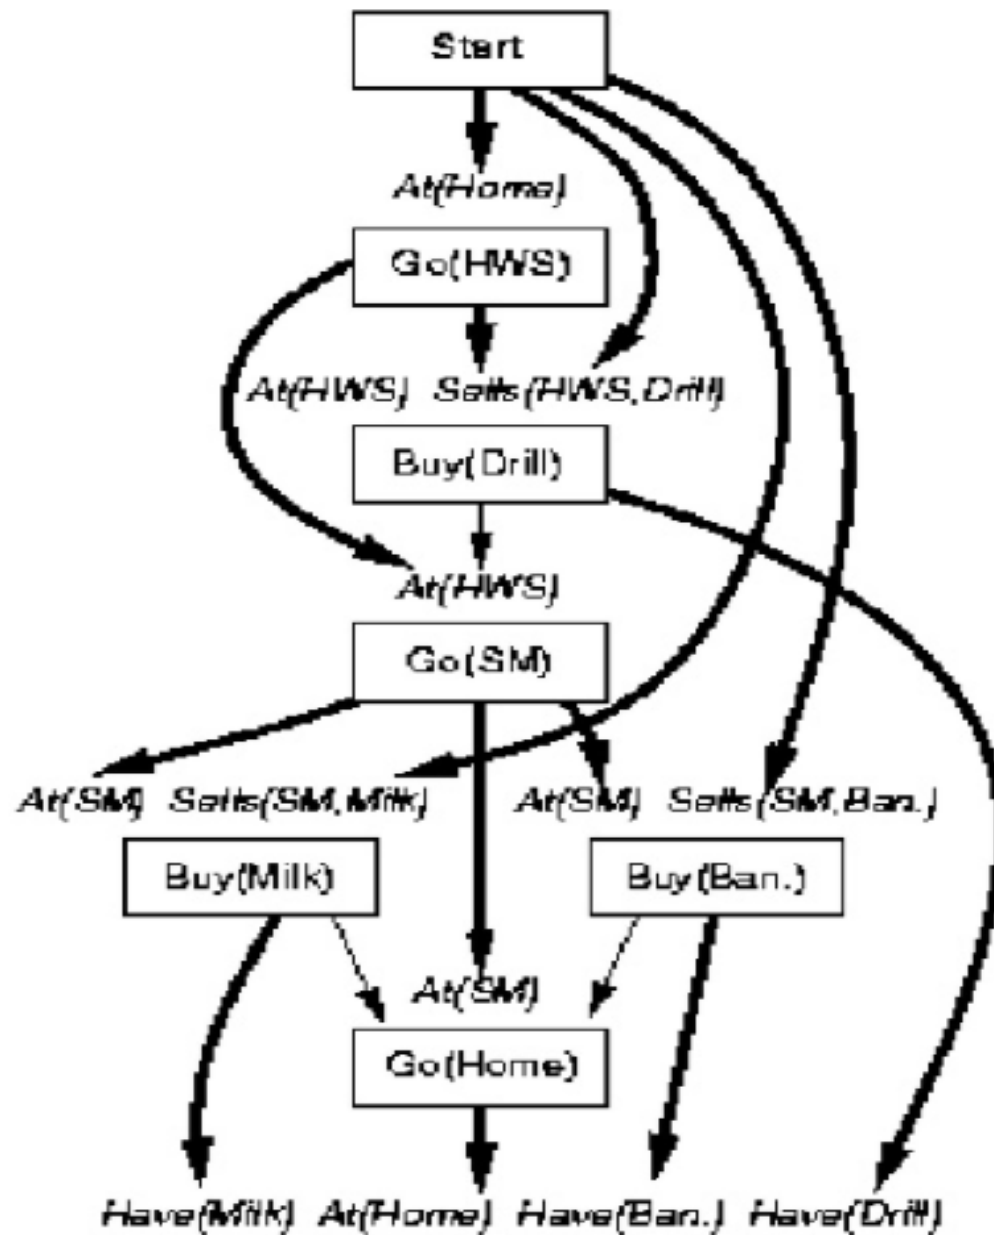 Start
At(Home)
Go(HWS)
At(HWS) Sells(HWS,Drill)
Buy(Drill)
At(HWS)
Go(SM)
At(SM) Sells(SM,Milk) At(SM) Sells(SM,Ban.)
Buy(Milk) Buy(Ban.)
At(SM)
Go(Home)
Have(Milk) At(Home) Have(Ban.) Have(Drill)